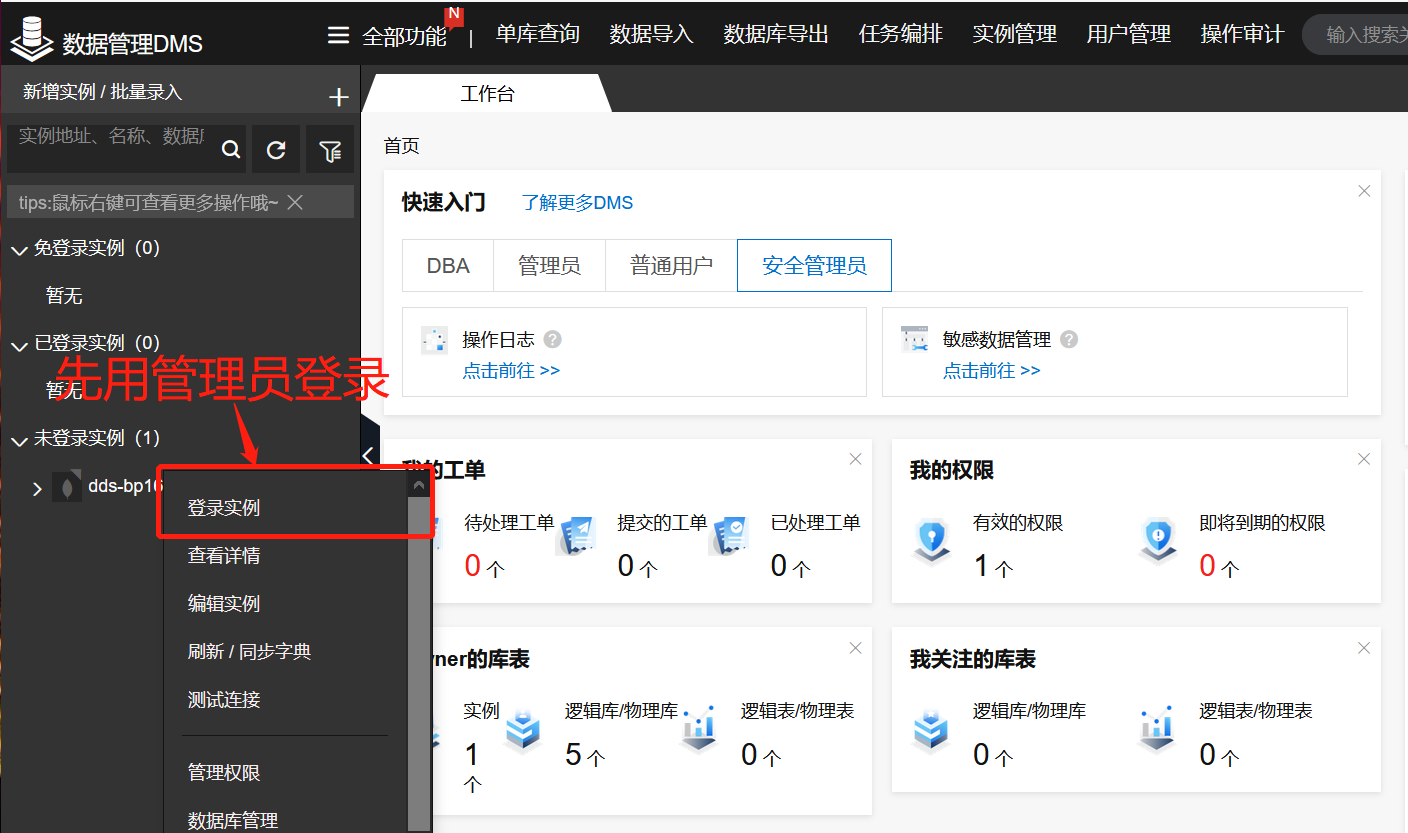 数据管理DMS
全部功能
N
单库查询
数据导入
数据库导出
任务编排
实例管理
用户管理
操作审计
输入搜索关
新增实例 / 批量录入
工作台
实例地址、名称、数据库
首页
tips:鼠标右键可查看更多操作哦~
快速入门
了解更多DMS
免登录实例（0）
暂无
DBA
管理员
普通用户
安全管理员
已登录实例（0）
暂无
操作日志
点击前往 >>
敏感数据管理
点击前往 >>
先用管理员登录
未登录实例（1）
dds-bp16
登录实例
查看详情
编辑实例
刷新 / 同步字典
测试连接
管理权限
数据库管理
我的工单
待处理工单
0 个
提交的工单
0 个
已处理工单
0 个
我的权限
有效的权限
1 个
即将到期的权限
0 个
ner的库表
实例
1
个
逻辑库/物理库
5 个
逻辑表/物理表
0 个
我关注的库表
逻辑库/物理库
0 个
逻辑表/物理表
0 个